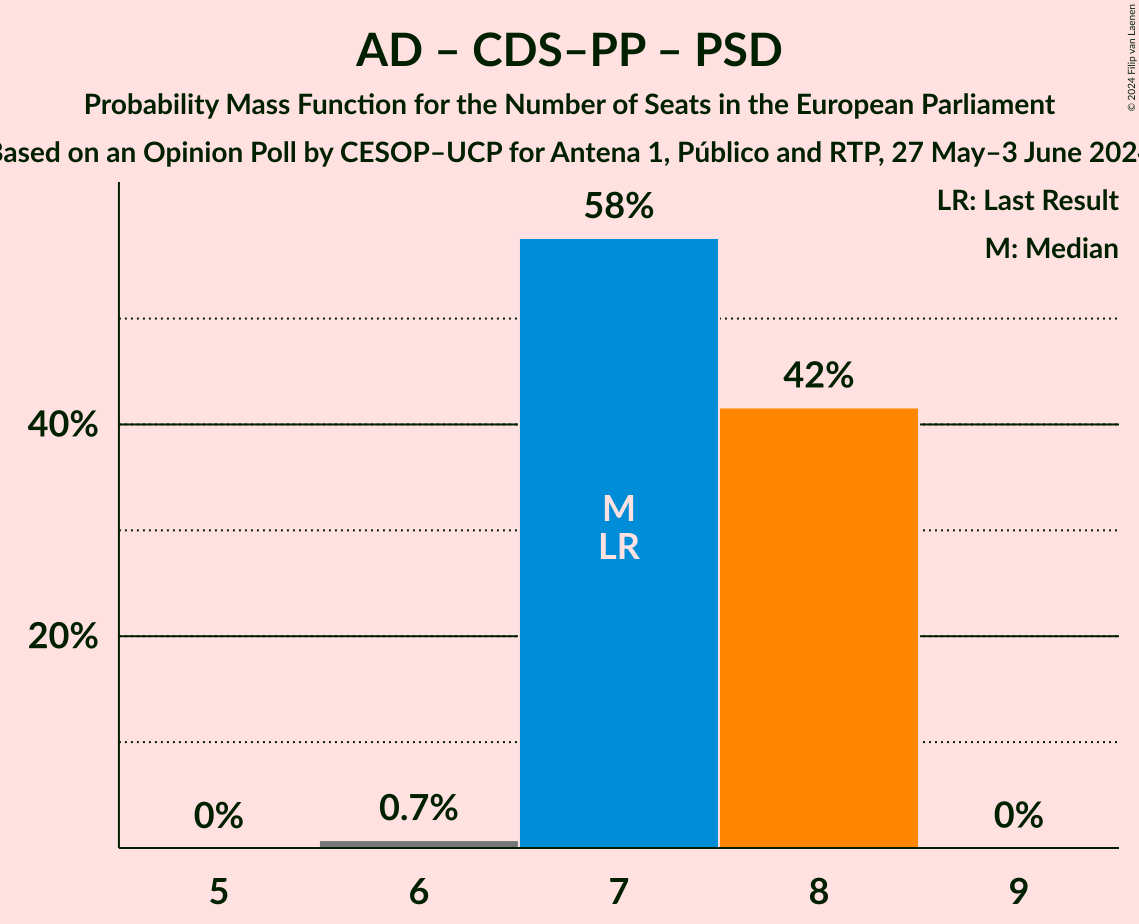 AD – CDS–PP – PSD
Probability Mass Function for the Number of Seats in the European Parliament
on an Opinion Poll by CESOP–UCP for Antena 1, Público and RTP, 27 May–3 June
© 2024 Filip van Laenen
LR: Last Result
M: Median
58%
42%
40%
M
LR
20%
0%
0.7%
0%
5
6
7
8
9